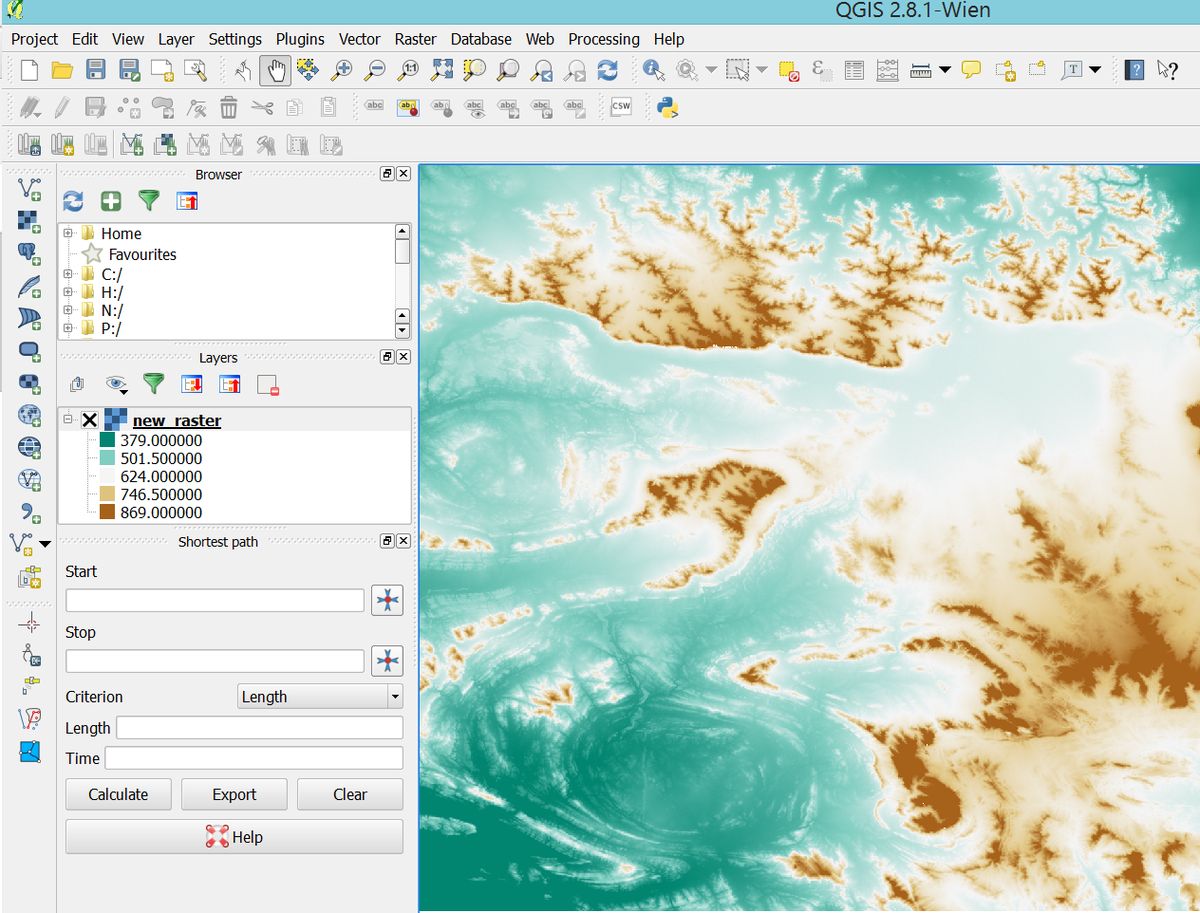 QGIS 2.8.1-Wien
Project Edit View Layer Settings Plugins Vector Raster Database Web Processing Help
1:1
T
?
?
abc abc abc abc abc abc abc CSW
Browser
Home
Favourites
C:/
H:/
N:/
P:/
Layers
new_raster
379.000000
501.500000
624.000000
746.500000
869.000000
Shortest path
Start
Stop
Criterion Length
Length
Time
Calculate Export Clear
Help